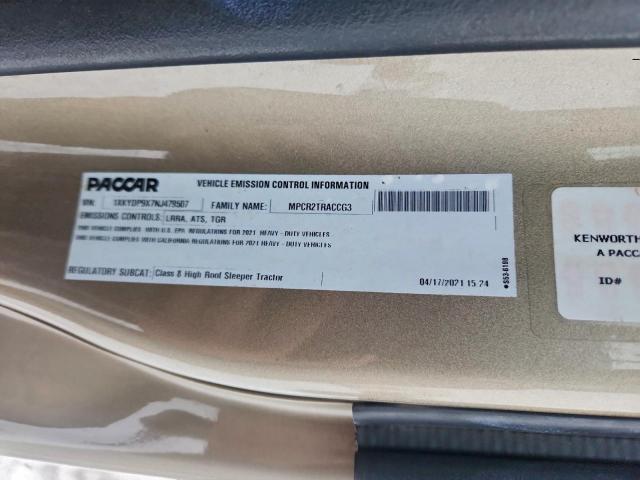 PACCAR VEHICLE EMISSION CONTROL INFORMATION
VIN: 1XKYDP9X7NJ479507 FAMILY NAME: MPCR2TRACCG3
EMISSIONS CONTROLS: LRRA, ATS, TGR
THIS VEHICLE COMPLIES WITH U.S. EPA REGULATIONS FOR 2021 HEAVY - DUTY VEHICLES
THIS VEHICLE COMPLIES WITH CALIFORNIA REGULATIONS FOR 2021 HEAVY - DUTY VEHICLES
REGULATORY SUBCAT: Class 8 High Roof Sleeper Tractor
04/17/2021 15:24
S53-6198
KENWORTH
A PACCA
ID#